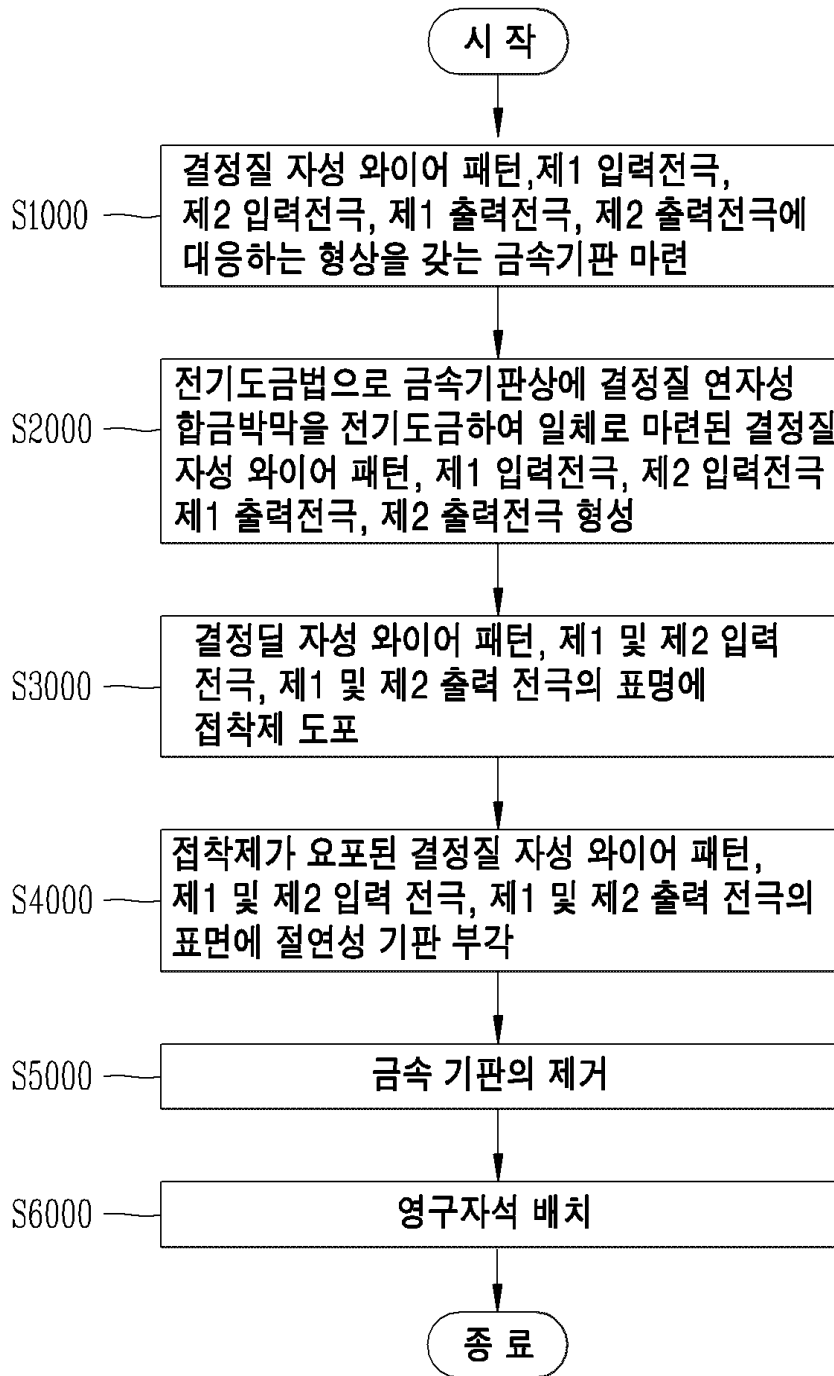 시 작
S1000
결정질 자성 와이어 패턴,제1 입력전극,
제2 입력전극, 제1 출력전극, 제2 출력전극에
대응하는 형상을 갖는 금속기판 마련
S2000
전기도금법으로 금속기판상에 결정질 연자성
합금박막을 전기도금하여 일체로 마련된 결정질
자성 와이어 패턴, 제1 입력전극, 제2 입력전극
제1 출력전극, 제2 출력전극 형성
S3000
결정딜 자성 와이어 패턴, 제1 및 제2 입력
전극, 제1 및 제2 출력 전극의 표명에
접착제 도포
S4000
접착제가 요포된 결정질 자성 와이어 패턴,
제1 및 제2 입력 전극, 제1 및 제2 출력 전극의
표면에 절연성 기판 부각
S5000
금속 기판의 제거
S6000
영구자석 배치
종 료